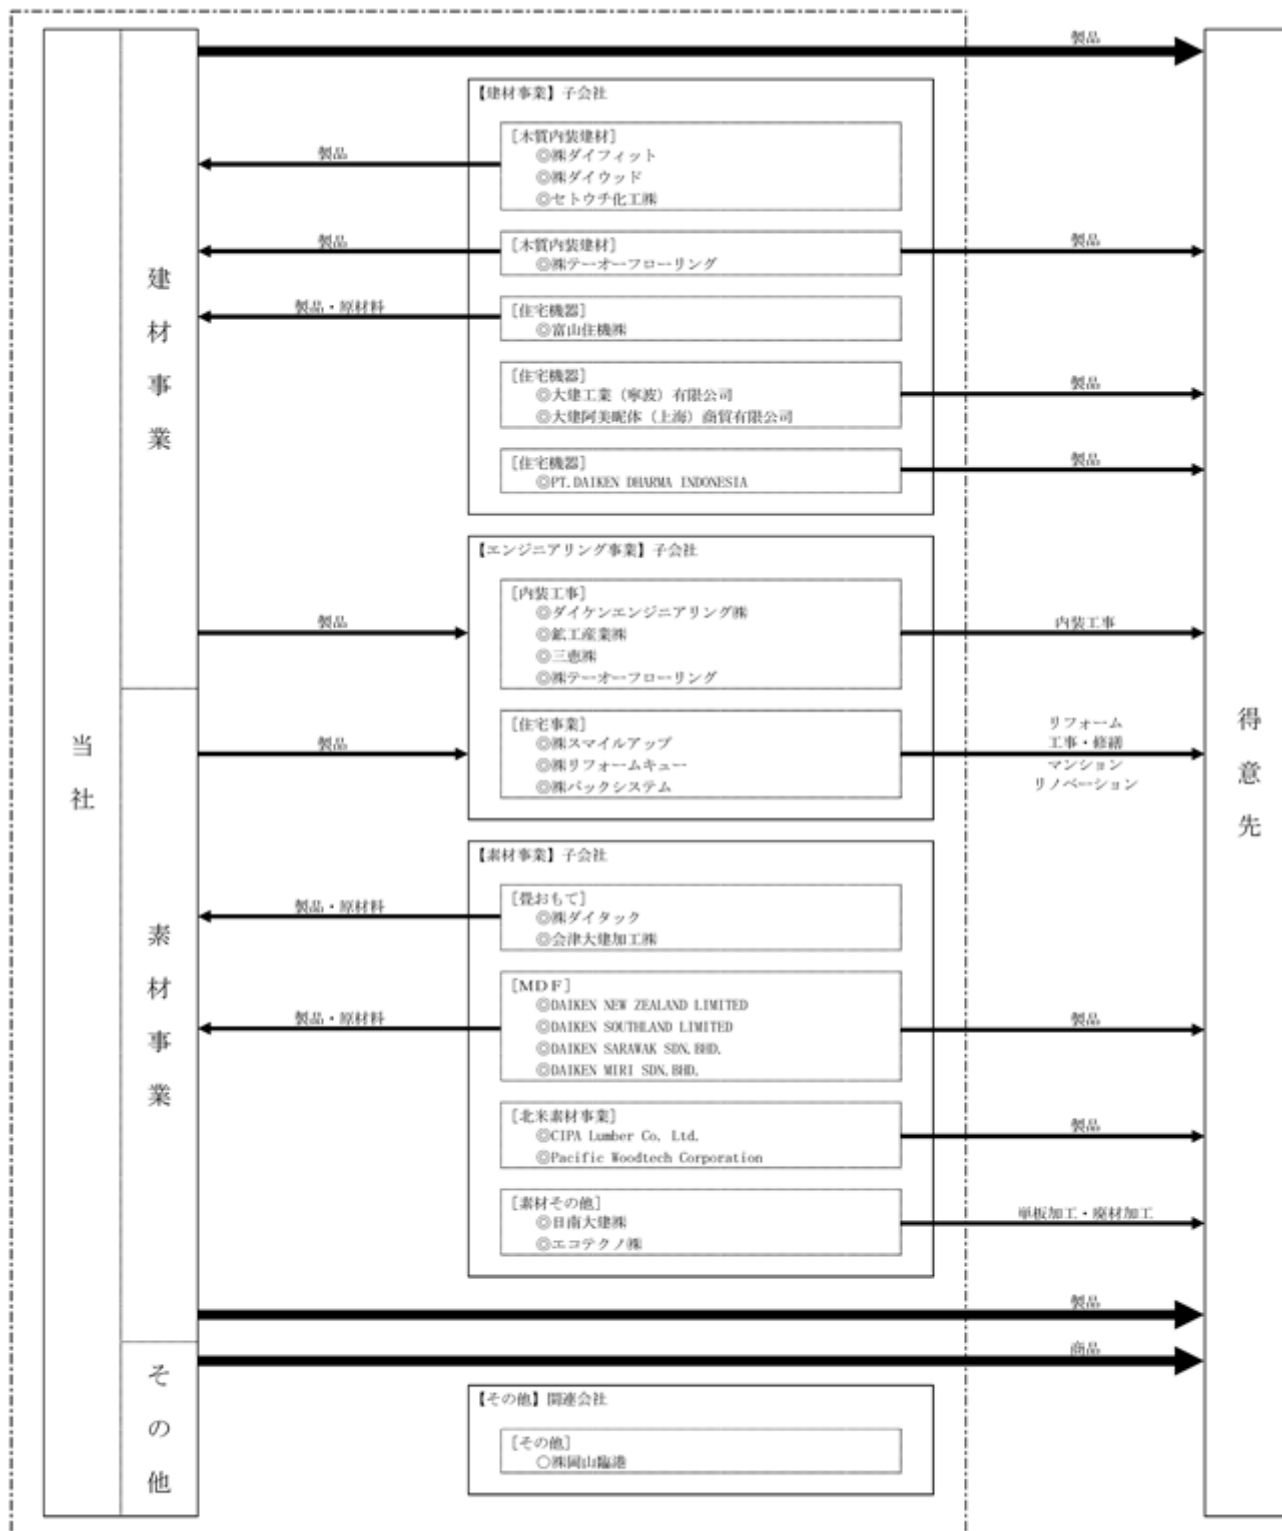 製品
【建材事業】子会社
[木質内装建材]
◎㈱ダイフィット
◎㈱ダイウッド
◎セトウチ化工㈱
製品
[木質内装建材]
◎㈱テーオーフローリング
製品
製品
[住宅機器]
◎富山住機㈱
製品・原材料
[住宅機器]
◎大建工業（寧波）有限公司
◎大建阿美昵体（上海）商貿有限公司
製品
[住宅機器]
◎PT.DAIKEN DHARMA INDONESIA
製品
建材事業
【エンジニアリング事業】子会社
[内装工事]
◎ダイケンエンジニアリング㈱
◎鉱工産業㈱
◎三恵㈱
◎㈱テーオーフローリング
製品
内装工事
[住宅事業]
◎㈱スマイルアップ
◎㈱リフォームキュー
◎㈱パックシステム
製品
リフォーム
工事・修繕
マンション
リノベーション
当社
得意先
【素材事業】子会社
[畳おもて]
◎㈱ダイタック
◎会津大建加工㈱
製品・原材料
[MDF]
◎DAIKEN NEW ZEALAND LIMITED
◎DAIKEN SOUTHLAND LIMITED
◎DAIKEN SARAWAK SDN.BHD.
◎DAIKEN MIRI SDN.BHD.
製品・原材料
製品
素材事業
[北米素材事業]
◎CIPA Lumber Co. Ltd.
◎Pacific Woodtech Corporation
製品
[素材その他]
◎日南大建㈱
◎エコテクノ㈱
単板加工・廃材加工
製品
商品
その他
【その他】関連会社
[その他]
○㈱岡山臨港